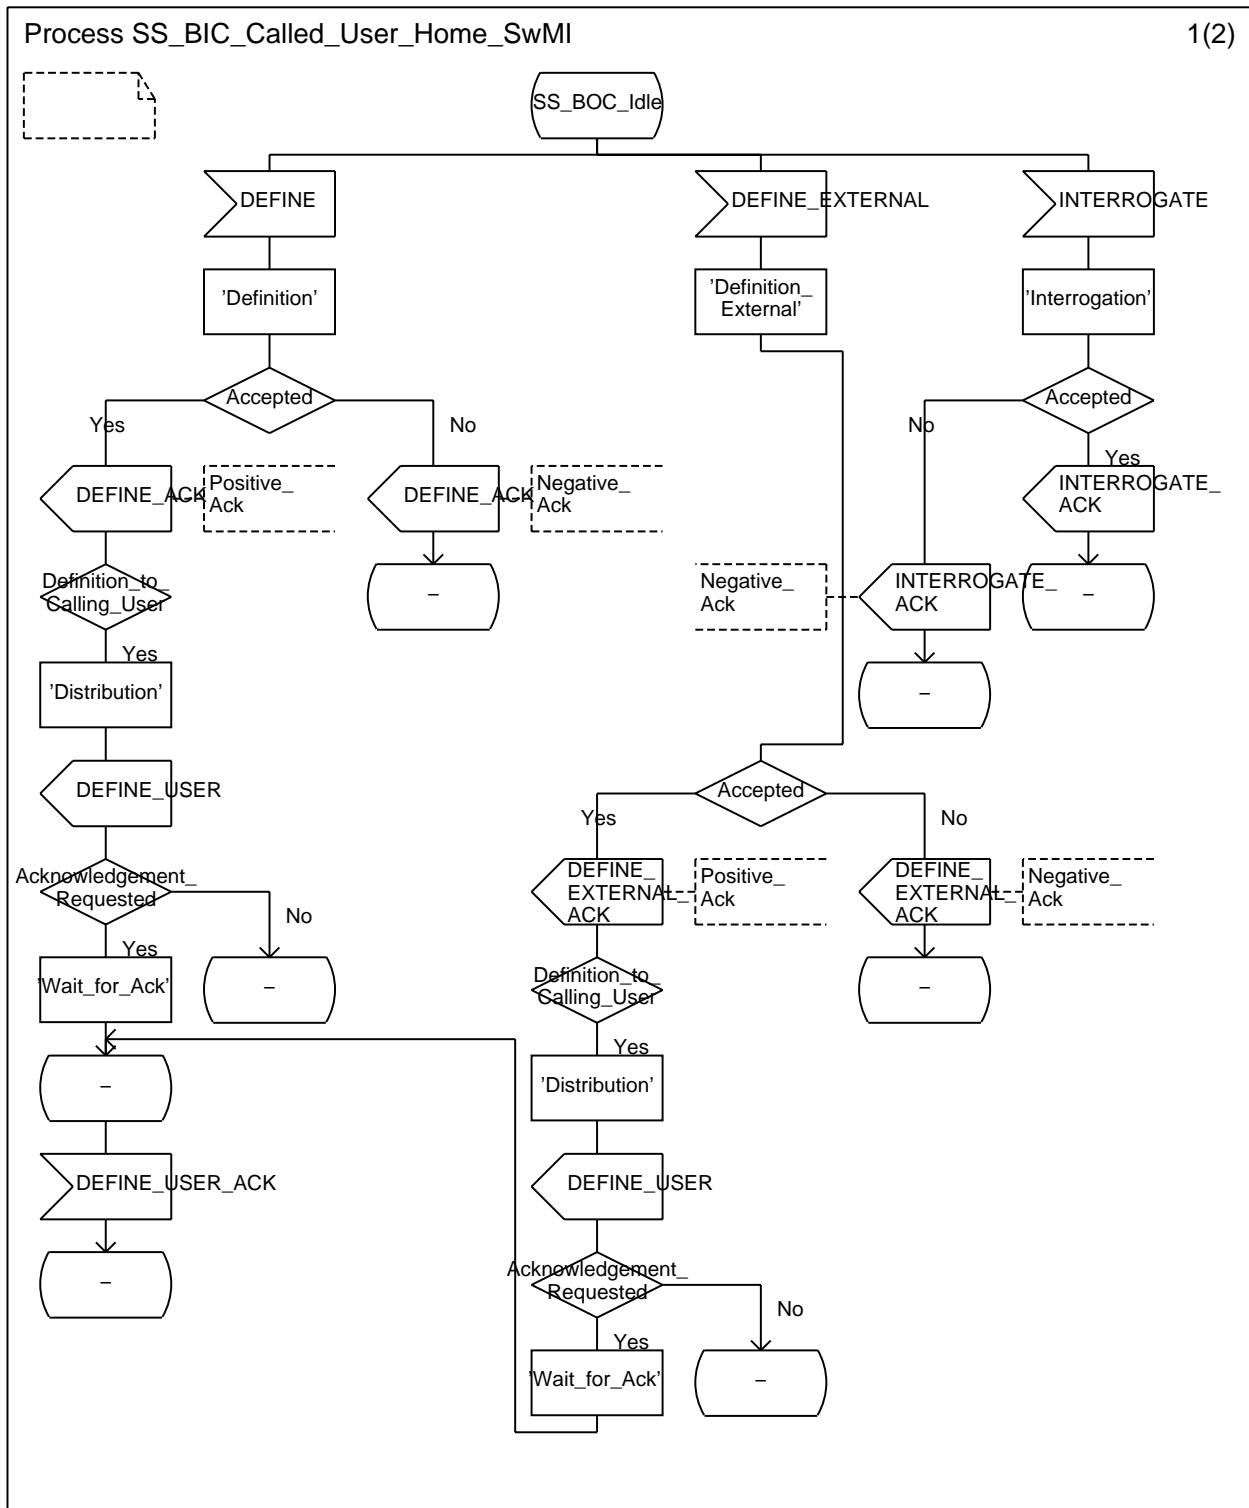 Process SS_BIC_Called_User_Home_SwMI
1(2)
SS_BOC_Idle
DEFINE
DEFINE_EXTERNAL
INTERROGATE
'Definition'
'Definition_
External'
'Interrogation'
Accepted
Accepted
Yes
No
No
Yes
DEFINE_ACK
Positive_
Ack
DEFINE_ACK
Negative_
Ack
INTERROGATE_
ACK
Definition_to_
Calling_User
–
Negative_
Ack
INTERROGATE_
ACK
–
Yes
'Distribution'
–
DEFINE_USER
Accepted
Yes
No
Acknowledgement_
Requested
DEFINE_
EXTERNAL_
ACK
Positive_
Ack
DEFINE_
EXTERNAL_
ACK
Negative_
Ack
No
Yes
'Wait_for_Ack'
–
Definition_to_
Calling_User
–
Yes
–
'Distribution'
DEFINE_USER_ACK
DEFINE_USER
–
Acknowledgement_
Requested
No
Yes
'Wait_for_Ack'
–